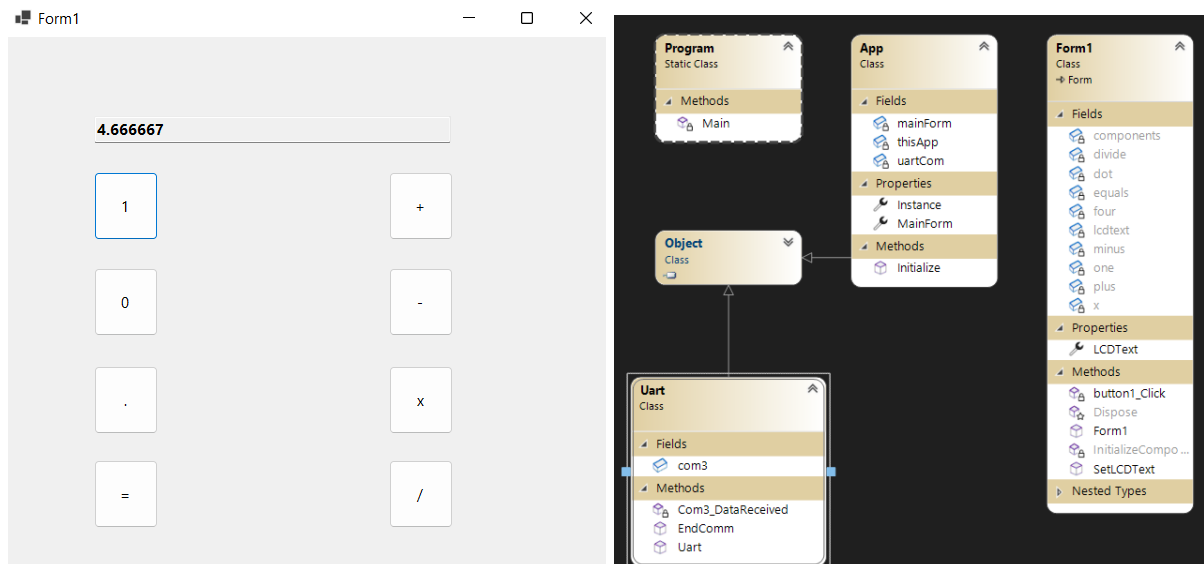 Form1
4.666667
1
+
0
-
.
x
=
/
Program
Static Class
Methods
Main
App
Class
Fields
mainForm
thisApp
uartCom
Properties
Instance
MainForm
Methods
Initialize
Object
Class
Uart
Class
Fields
com3
Methods
Com3_DataReceived
EndComm
Uart
Form1
Class
Form
Fields
components
divide
dot
equals
four
lcdtext
minus
one
plus
x
Properties
LCDText
Methods
button1_Click
Dispose
Form1
InitializeCompo ...
SetLCDText
Nested Types